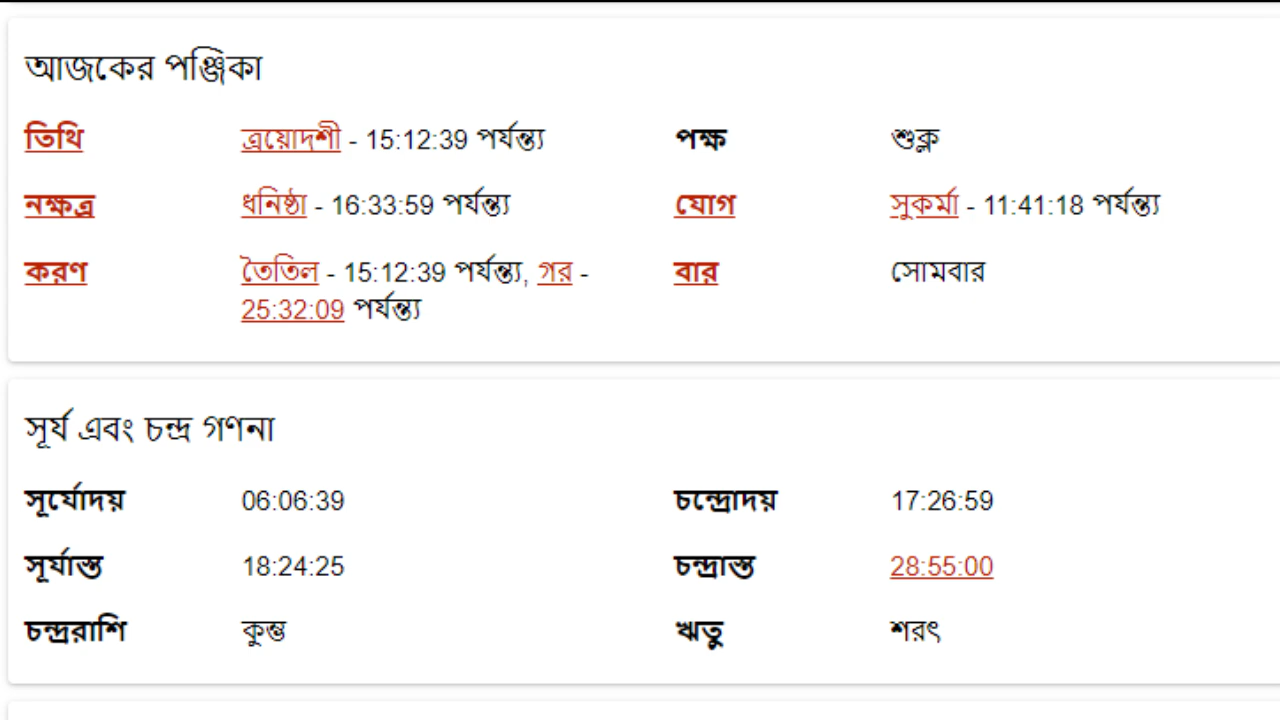 আজকের পঞ্জিকা
তিথি ত্রয়োদশী - 15:12:39 পর্যন্ত্য পক্ষ শুক্ল
নক্ষত্র ধনিষ্ঠা - 16:33:59 পর্যন্ত্য যোগ সুকর্মা - 11:41:18 পর্যন্ত্য
করণ তৈতিল - 15:12:39 পর্যন্ত্য, গর - বার সোমবার
25:32:09 পর্যন্ত্য
সূর্য এবং চন্দ্র গণনা
সূর্যোদয় 06:06:39 চন্দ্রোদয় 17:26:59
সূর্যাস্ত 18:24:25 চন্দ্রাস্ত 28:55:00
চন্দ্ররাশি কুম্ভ ঋতু শরৎ